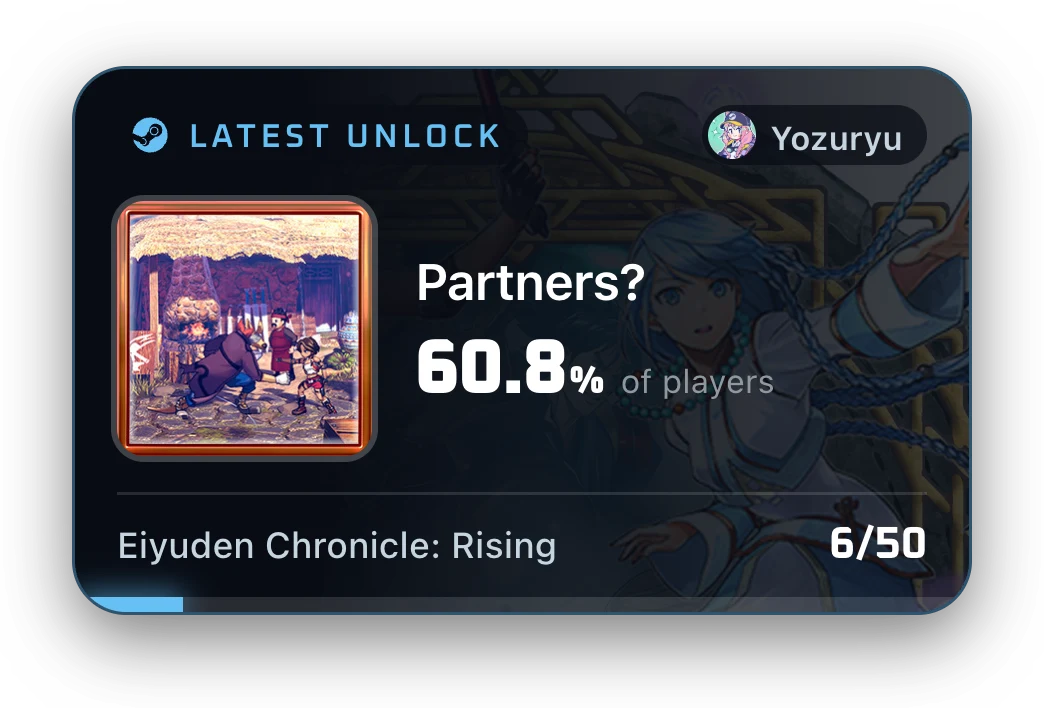 LATEST UNLOCK
Yozuryu
Partners?
60.8% of players
Eiyuden Chronicle: Rising
6/50